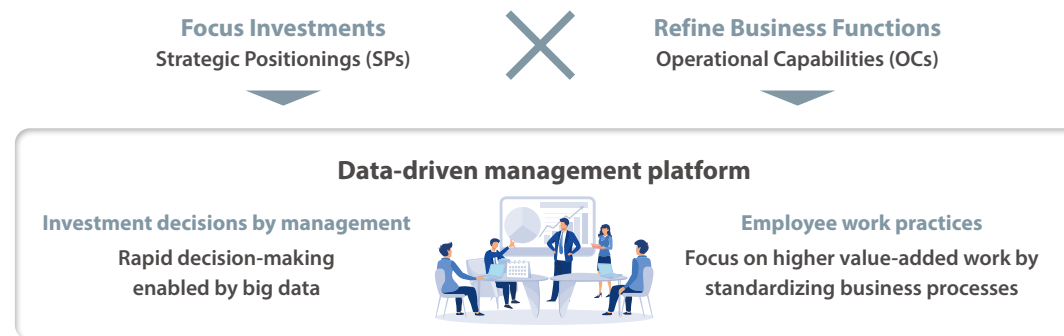 Focus Investments
Strategic Positionings (SPs)
Refine Business Functions
Operational Capabilities (OCs)
Data-driven management platform
Investment decisions by management
Rapid decision-making
enabled by big data
Employee work practices
Focus on higher value-added work by
standardizing business processes